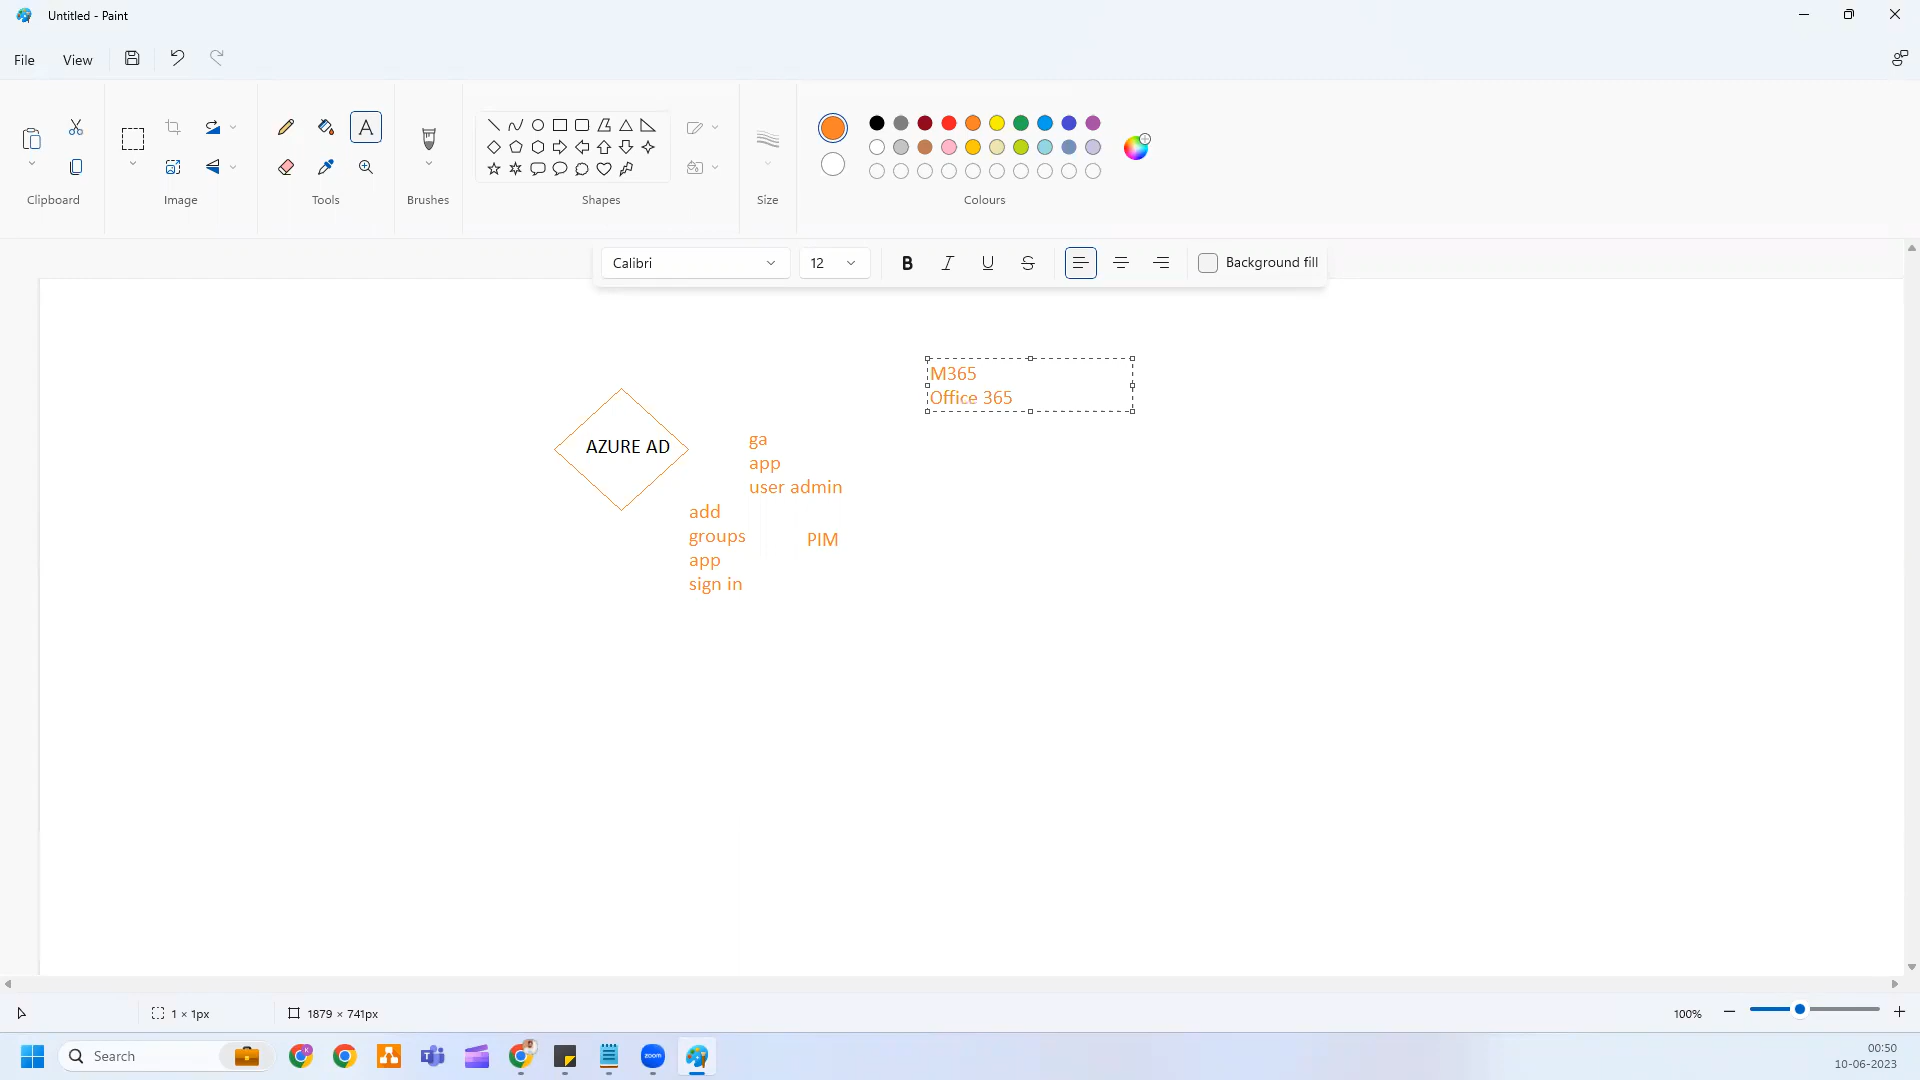 Untitled - Paint
File
View
Clipboard
Image
Tools
Brushes
Shapes
Size
Colours
Calibri
12
B
I
U
S
Background fill
M365
Office 365
AZURE AD
ga
app
user admin
add
groups
app
sign in
PIM
1 × 1px
1879 × 741px
100%
Search
zoom
00:50
10-06-2023